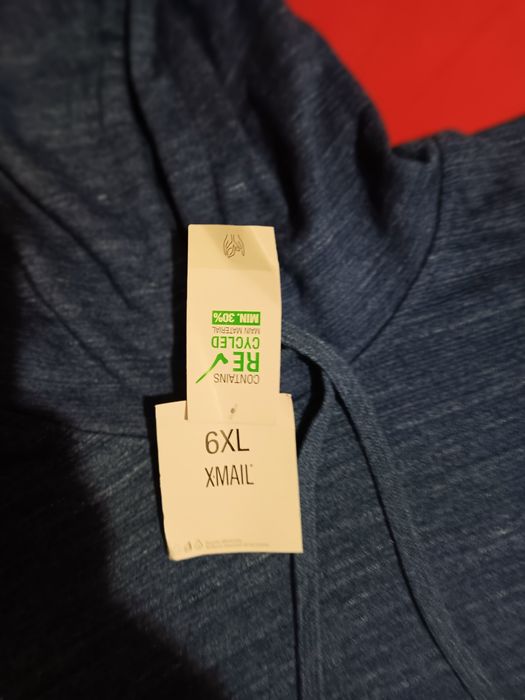 CONTAINS
RE
CYCLED
MAIN MATERIAL
MIN. 30%
6XL
XMAIL